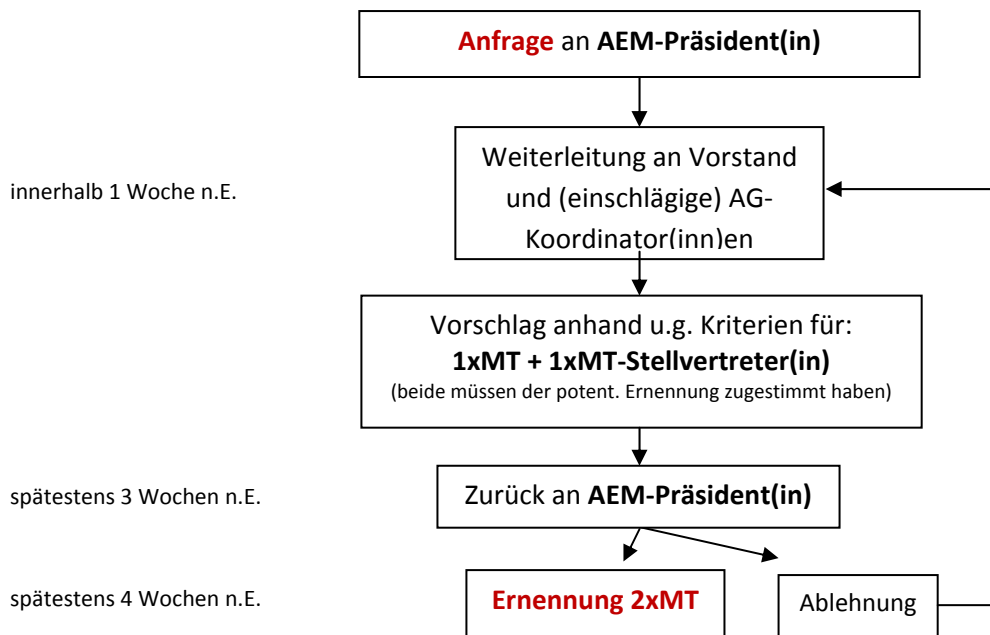 Anfrage an AEM-Präsident(in)
innerhalb 1 Woche n.E.
Weiterleitung an Vorstand
und (einschlägige) AG-
Koordinator(inn)en
Vorschlag anhand u.g. Kriterien für:
1xMT + 1xMT-Stellvertreter(in)
(beide müssen der potent. Ernennung zugestimmt haben)
spätestens 3 Wochen n.E.
Zurück an AEM-Präsident(in)
spätestens 4 Wochen n.E.
Ernennung 2xMT
Ablehnung